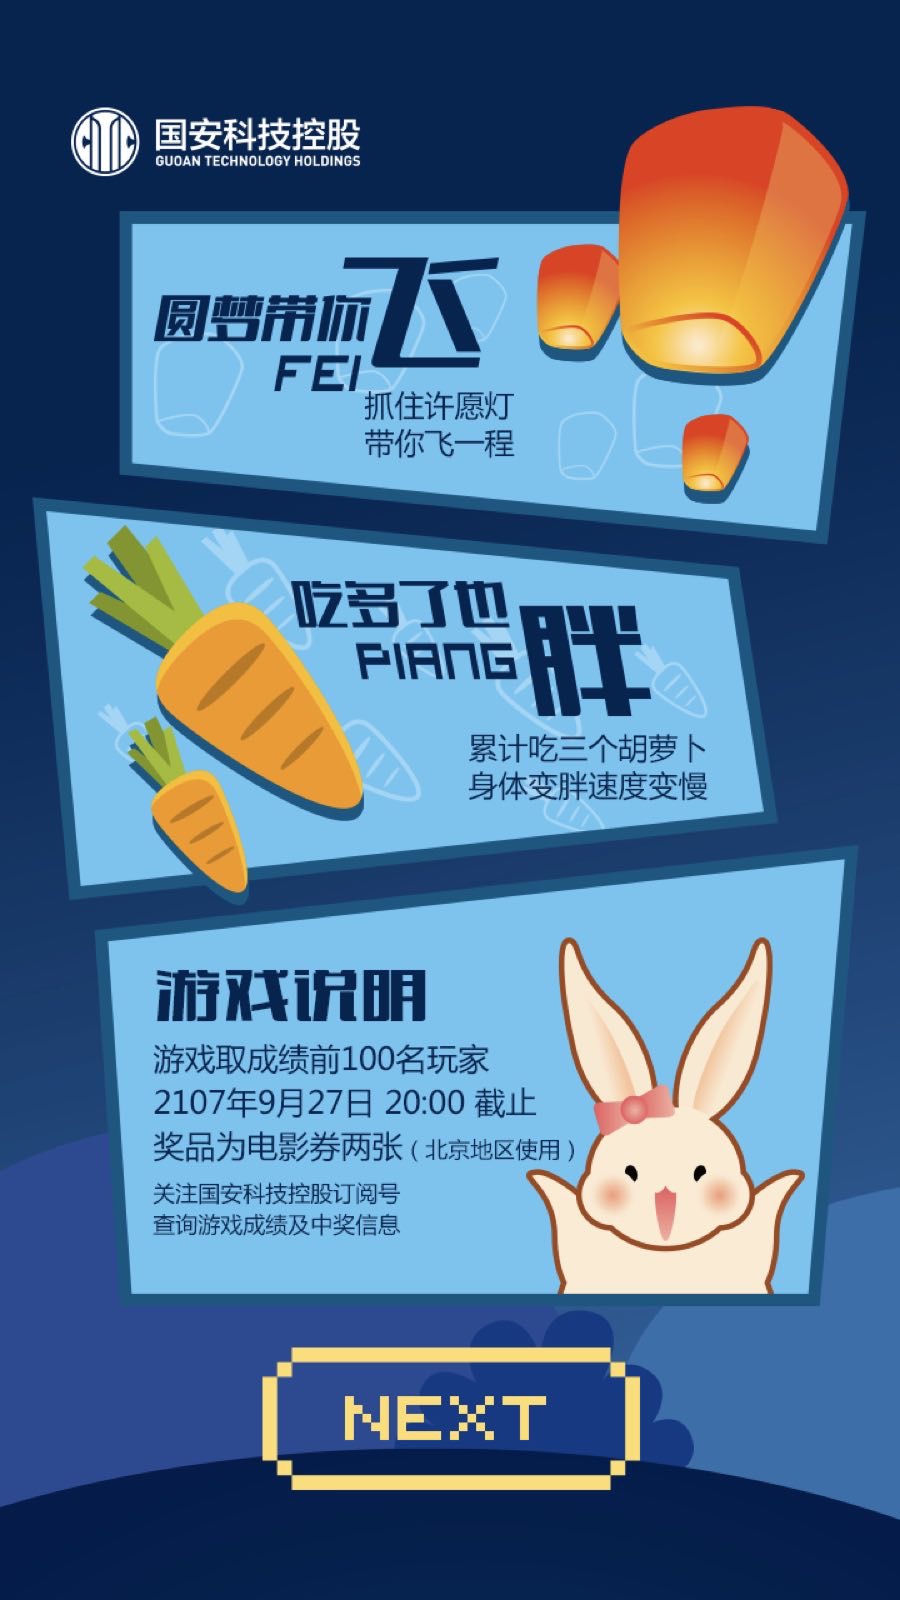 国安科技控股
GUOAN TECHNOLOGY HOLDINGS
圆梦带你飞
FEI
抓住许愿灯
带你飞一程
吃多了也胖
PIANG
累计吃三个胡萝卜
身体变胖速度变慢
游戏说明
游戏取成绩前100名玩家
2107年9月27日 20:00 截止
奖品为电影券两张（北京地区使用）
关注国安科技控股订阅号
查询游戏成绩及中奖信息
NEXT